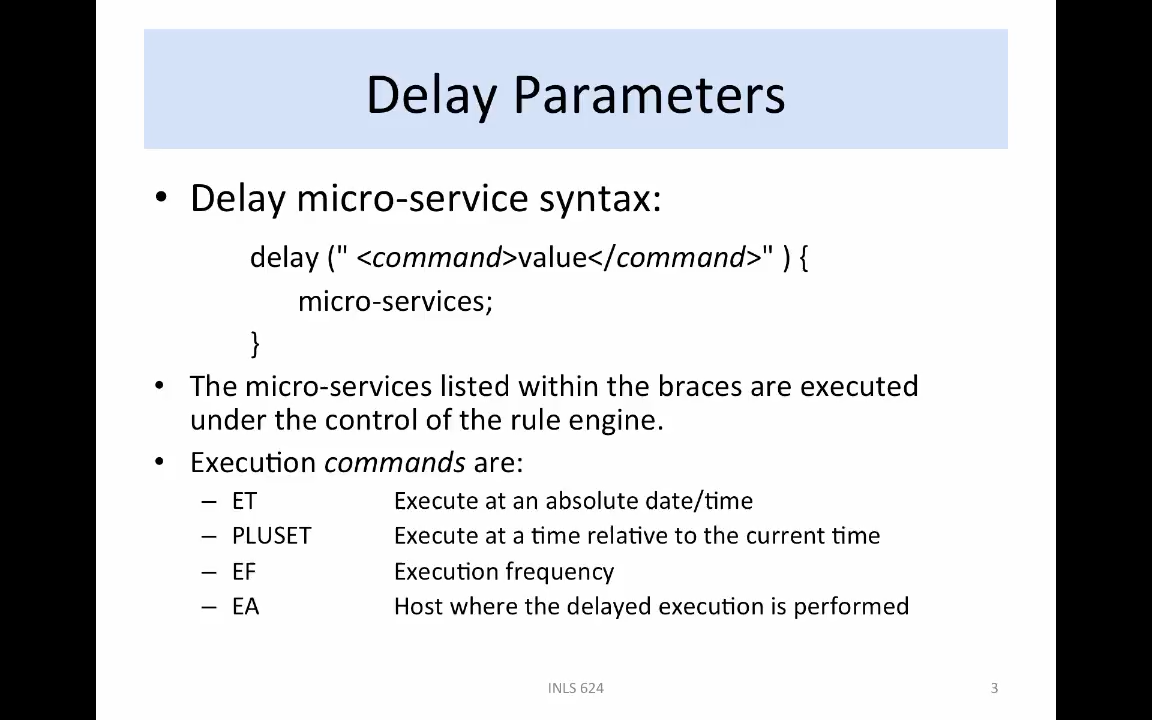 Delay Parameters
• Delay micro-service syntax:
delay (" <command>value</command>" ) {
micro-services;
}
• The micro-services listed within the braces are executed
under the control of the rule engine.
• Execution commands are:
– ET Execute at an absolute date/time
– PLUSET Execute at a time relative to the current time
– EF Execution frequency
– EA Host where the delayed execution is performed
INLS 624 3